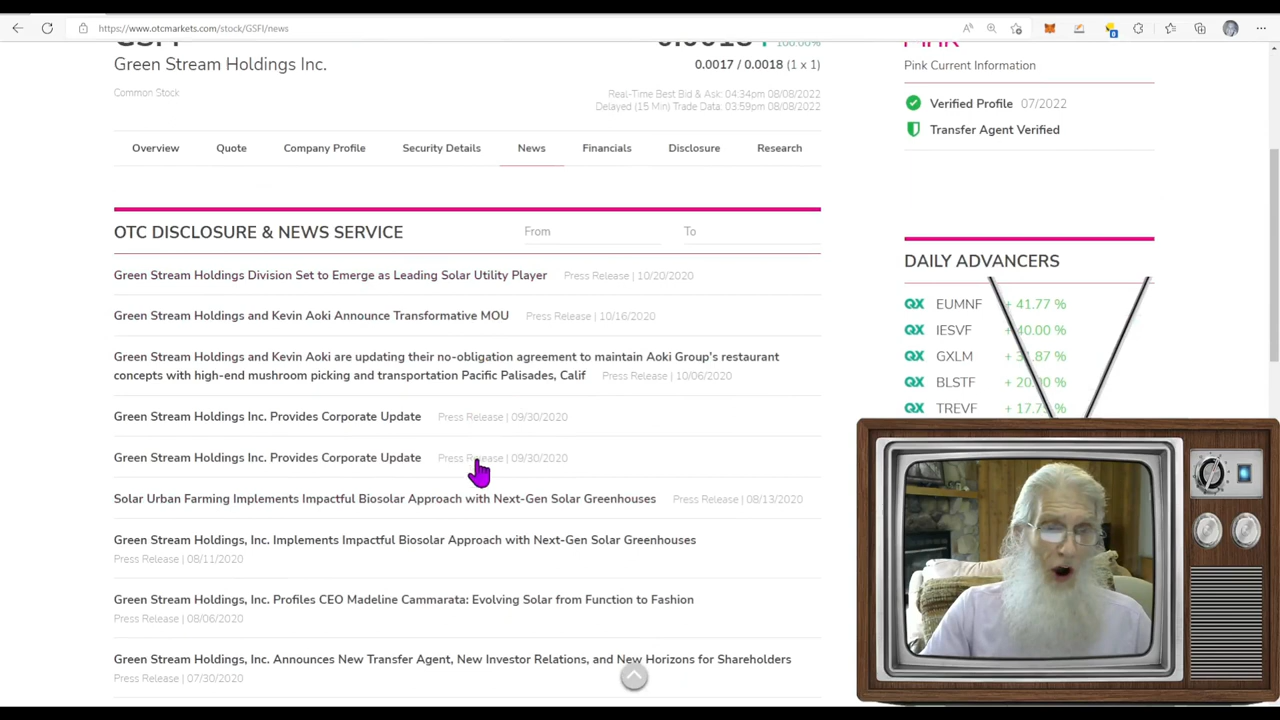 https://www.otcmarkets.com/stock/GSFI/news
GSFI
0.0018 100.00%
PINK
Green Stream Holdings Inc.
0.0017 / 0.0018 (1 x 1)
Pink Current Information
Common Stock
Real-Time Best Bid & Ask: 04:34pm 08/08/2022
Delayed (15 Min) Trade Data: 03:59pm 08/08/2022
Verified Profile 07/2022
Transfer Agent Verified
Overview Quote Company Profile Security Details News Financials Disclosure Research
OTC DISCLOSURE & NEWS SERVICE From To
Green Stream Holdings Division Set to Emerge as Leading Solar Utility Player Press Release | 10/20/2020
Green Stream Holdings and Kevin Aoki Announce Transformative MOU Press Release | 10/16/2020
Green Stream Holdings and Kevin Aoki are updating their no-obligation agreement to maintain Aoki Group's restaurant
concepts with high-end mushroom picking and transportation Pacific Palisades, Calif Press Release | 10/06/2020
Green Stream Holdings Inc. Provides Corporate Update Press Release | 09/30/2020
Green Stream Holdings Inc. Provides Corporate Update Press Release | 09/30/2020
Solar Urban Farming Implements Impactful Biosolar Approach with Next-Gen Solar Greenhouses Press Release | 08/13/2020
Green Stream Holdings, Inc. Implements Impactful Biosolar Approach with Next-Gen Solar Greenhouses
Press Release | 08/11/2020
Green Stream Holdings, Inc. Profiles CEO Madeline Cammarata: Evolving Solar from Function to Fashion
Press Release | 08/06/2020
Green Stream Holdings, Inc. Announces New Transfer Agent, New Investor Relations, and New Horizons for Shareholders
Press Release | 07/30/2020
DAILY ADVANCERS
QX EUMNF + 41.77 %
QX IESVF + 40.00 %
QX GXLM
QX BLSTF
QX TREVF